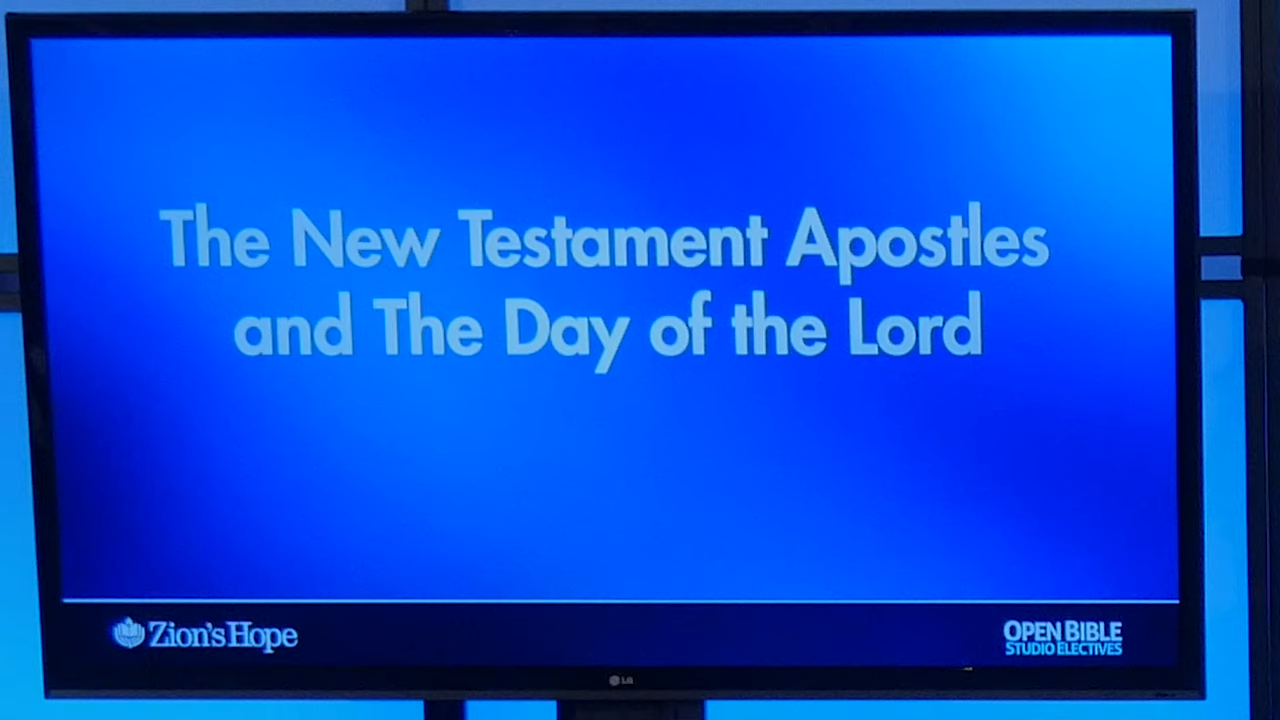 The New Testament Apostles
and The Day of the Lord
Zion's Hope
OPEN BIBLE
STUDIO ELECTIVES
LG